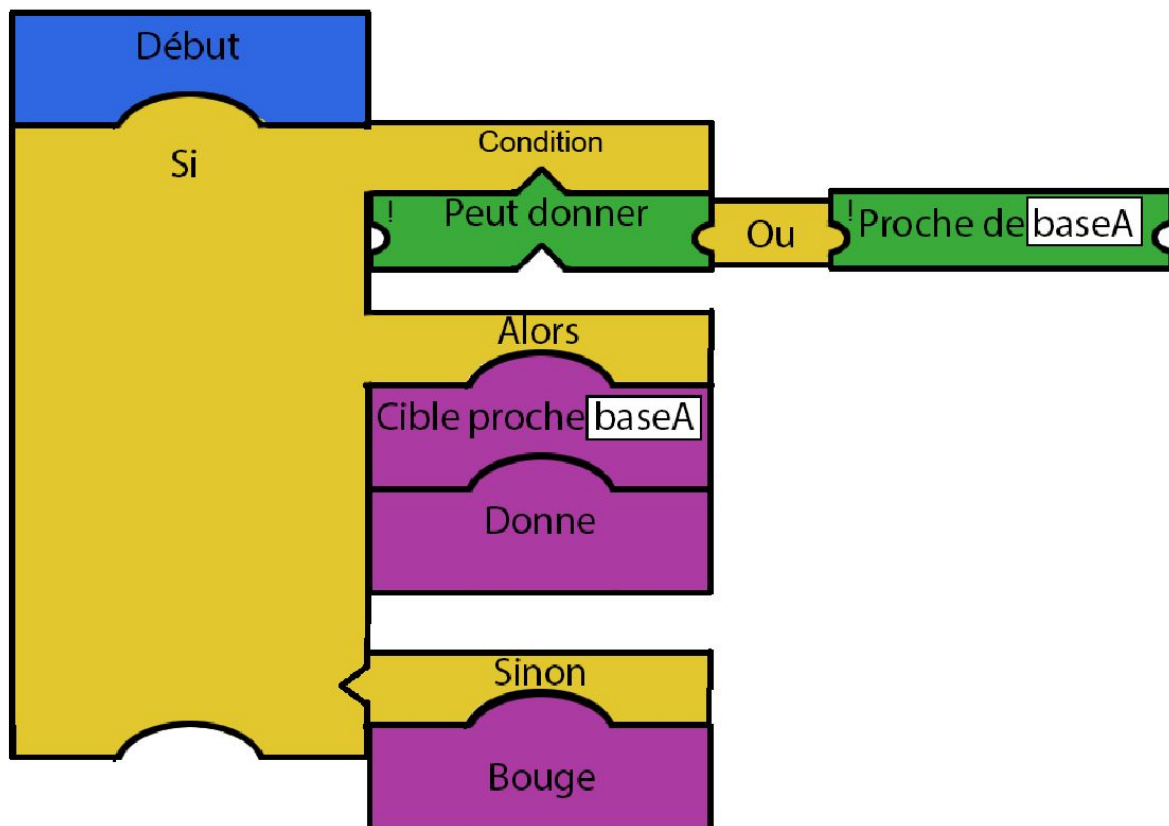 Début
Si
Condition
! Peut donner
Ou
! Proche de baseA
Alors
Cible proche baseA
Donne
Sinon
Bouge